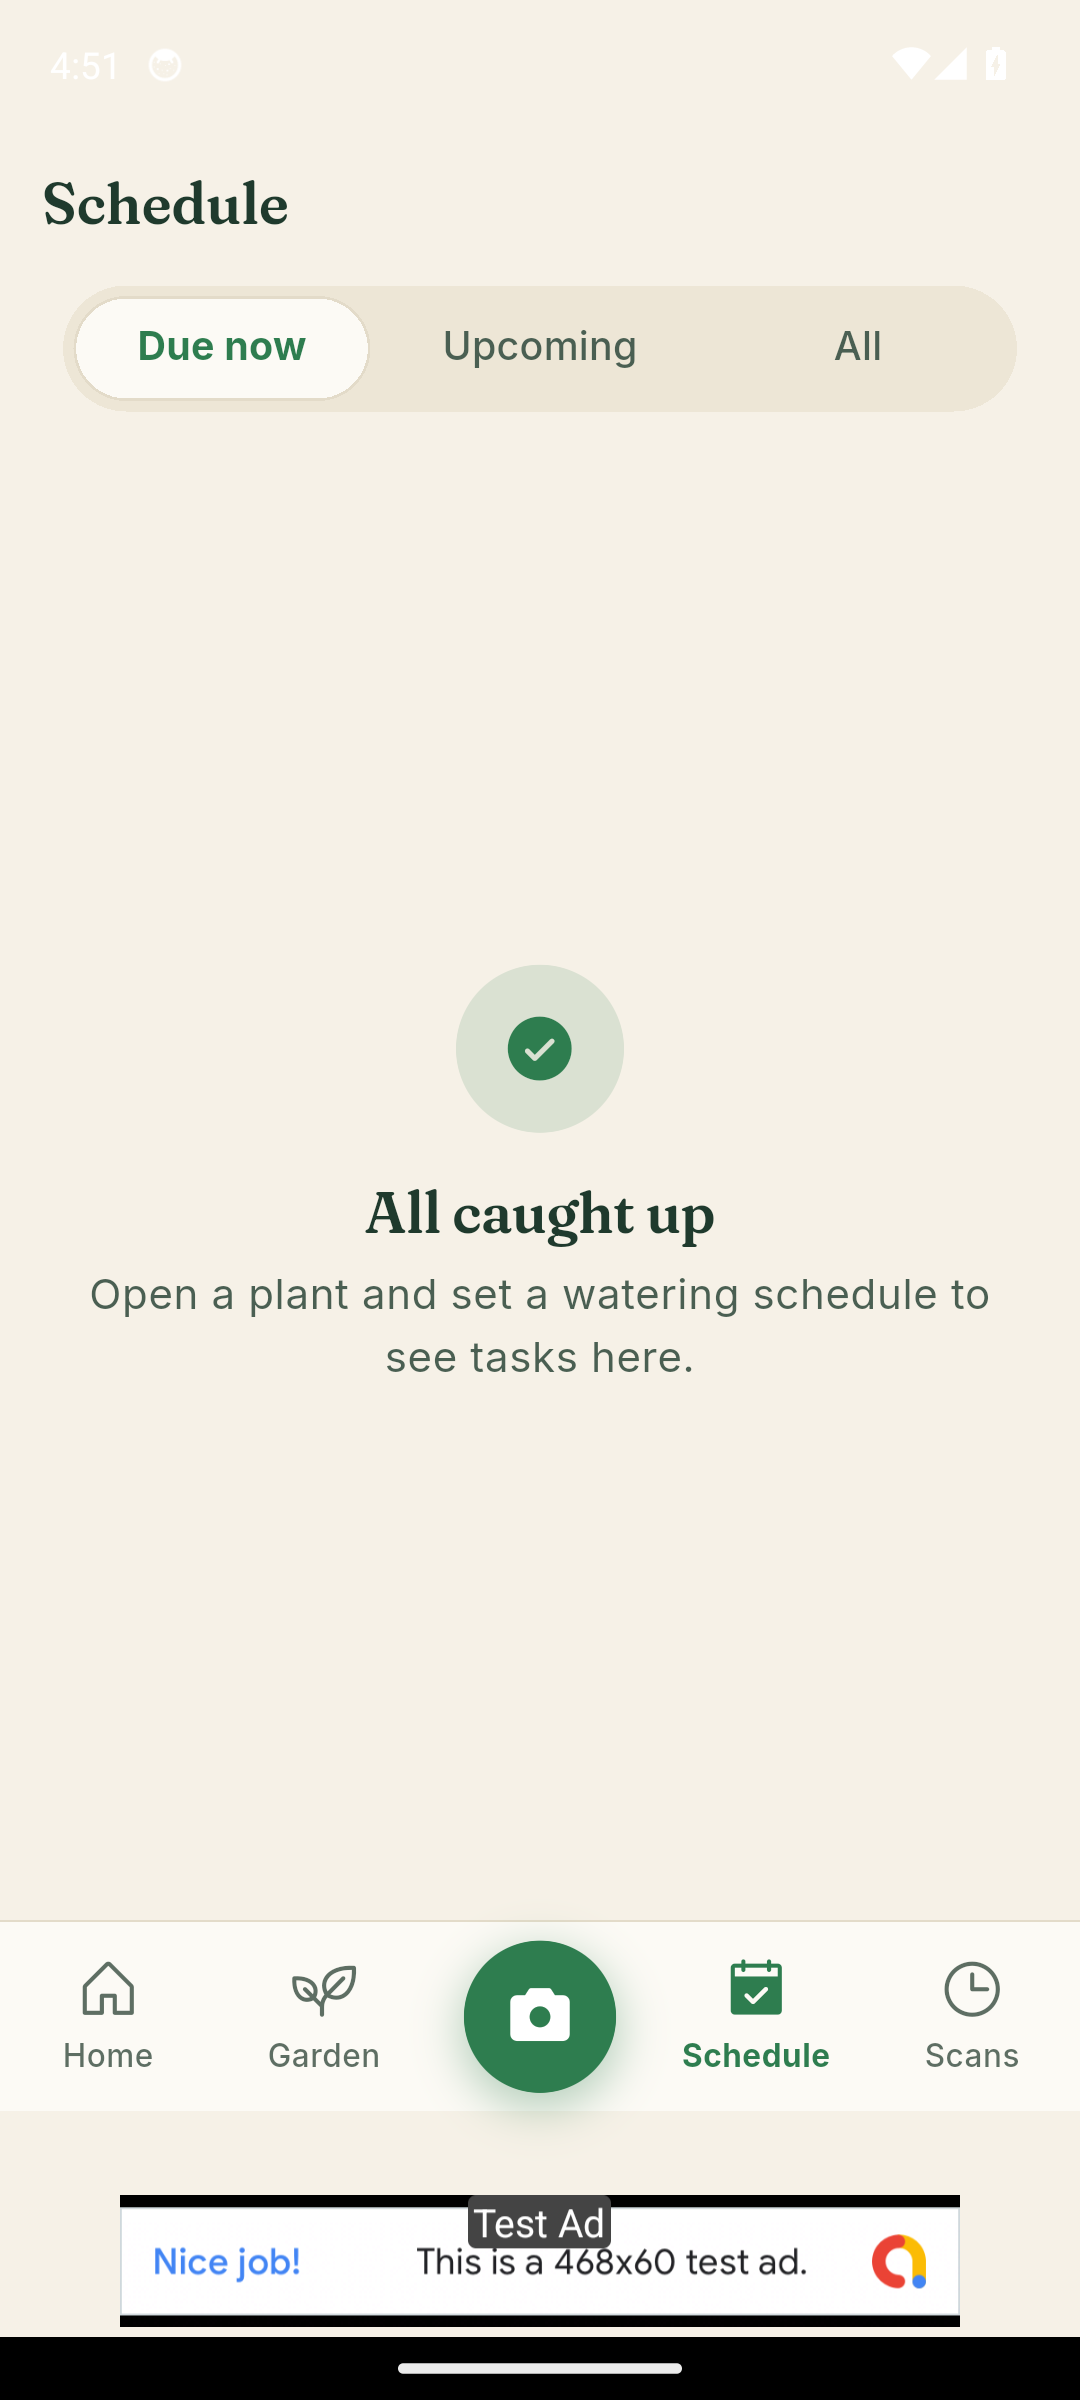 4:51
Schedule
Due now
Upcoming
All
All caught up
Open a plant and set a watering schedule to
see tasks here.
Home
Garden
Schedule
Scans
Test Ad
Nice job!
This is a 468x60 test ad.